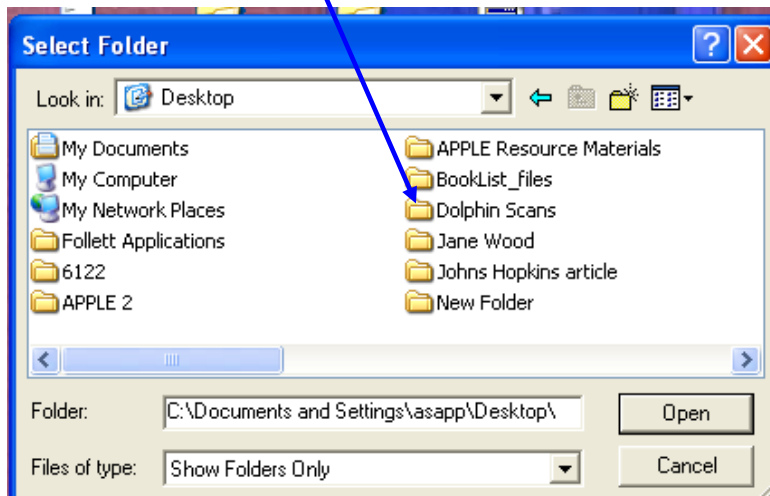 Select Folder
Look in: Desktop
My Documents
My Computer
My Network Places
Follett Applications
6122
APPLE 2
APPLE Resource Materials
BookList_files
Dolphin Scans
Jane Wood
Johns Hopkins article
New Folder
Folder: C:\Documents and Settings\asapp\Desktop\ Open
Files of type: Show Folders Only Cancel